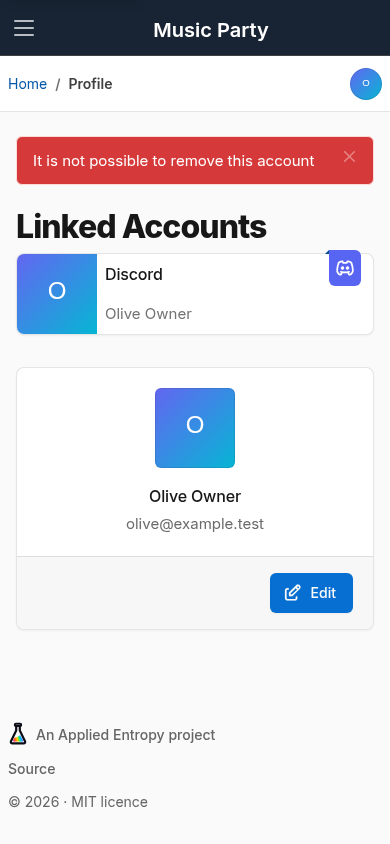 Music Party
Home / Profile
O
It is not possible to remove this account
Linked Accounts
O
Discord
Olive Owner
O
Olive Owner
olive@example.test
Edit
An Applied Entropy project
Source
© 2026 · MIT licence